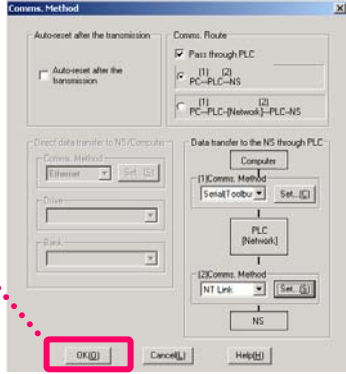 Comms. Method
Auto-reset after the transmission
Auto-reset after the
transmission
Comms. Route
Pass through PLC
(1) (2)
PC--PLC--NS
(1) (2)
PC--PLC-[Network]--PLC-NS
Direct data transfer to NS/Computer
Comms. Method
Ethernet
Set...(S)
Drive
Bank
Data transfer to the NS through PLC
Computer
(1)Comms. Method
Serial(Toolbu
Set...(C)
PLC
[Network]
(2)Comms. Method
NT Link
Set...(S)
NS
OK(O)
Cancel(L)
Help(H)